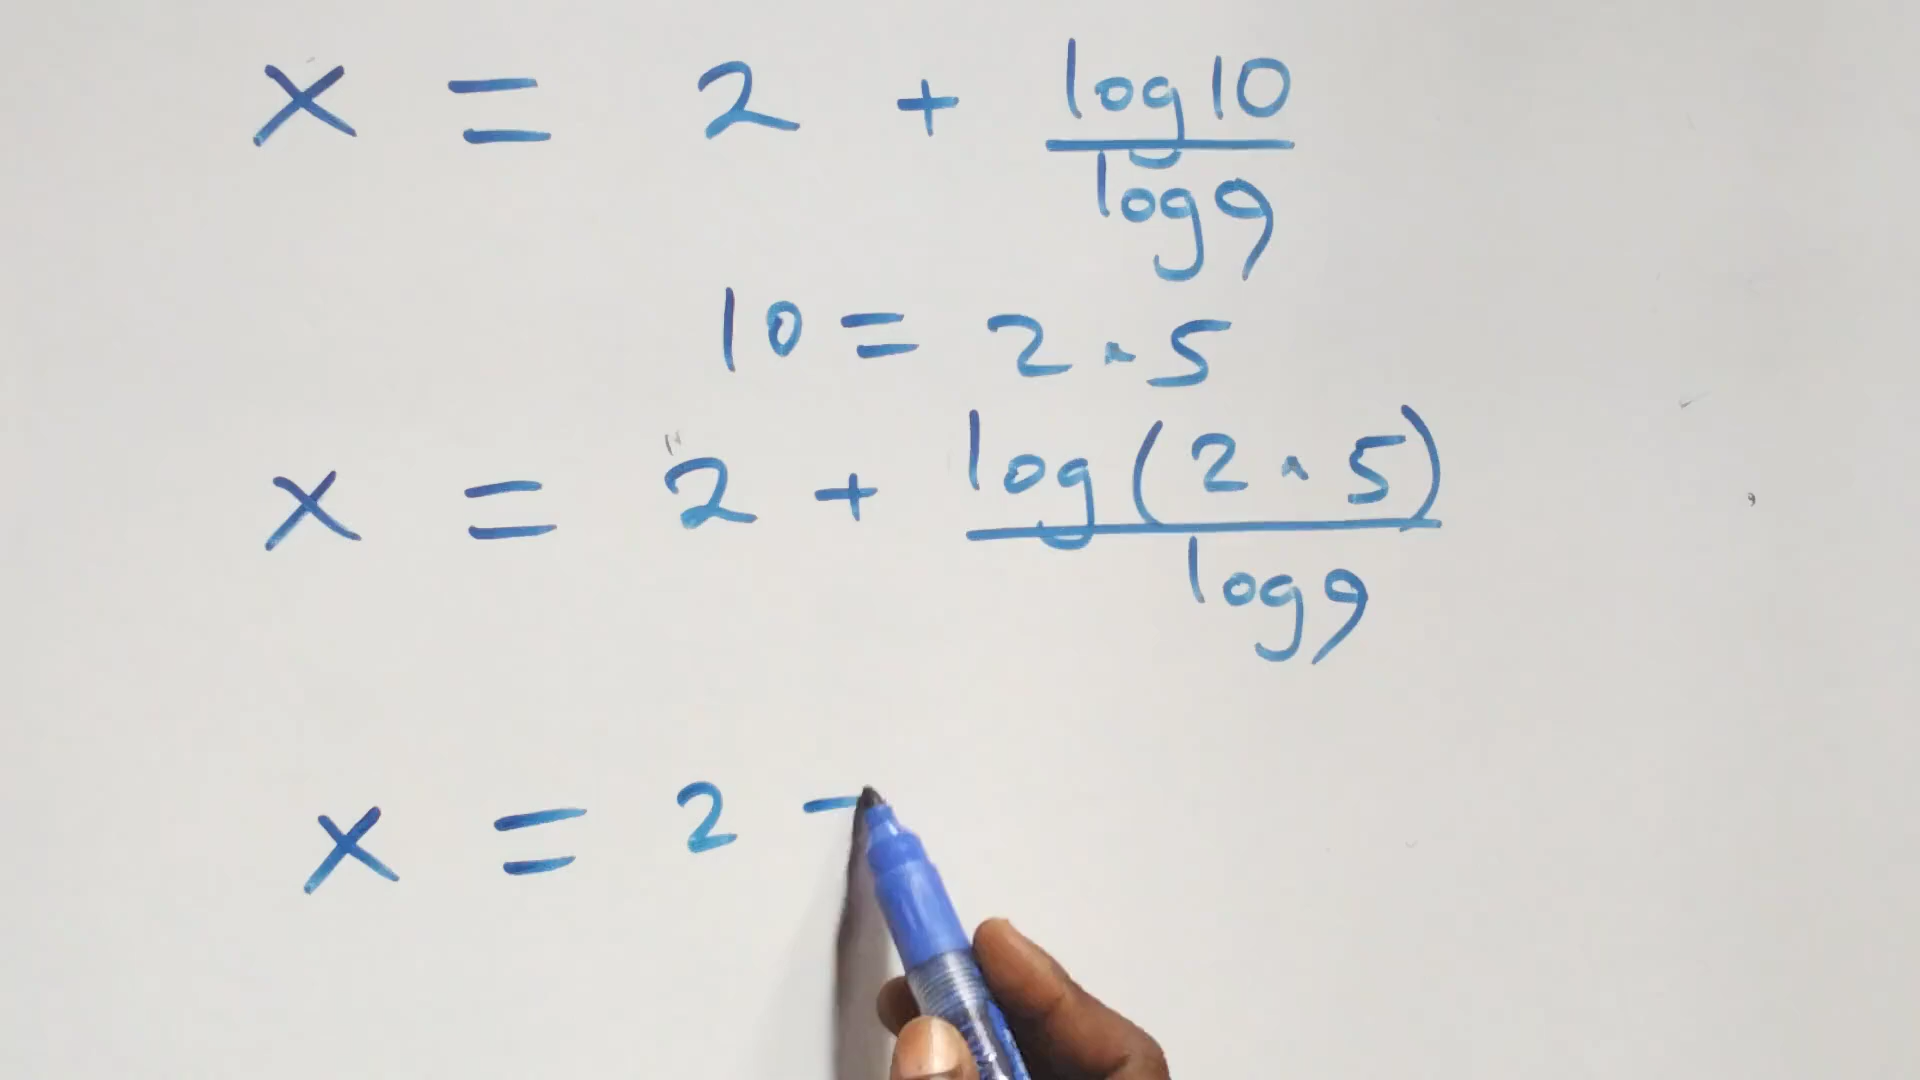 x = 2 + log10/log9
10 = 2 × 5
x = 2 + log(2 × 5)/log9
x = 2 -